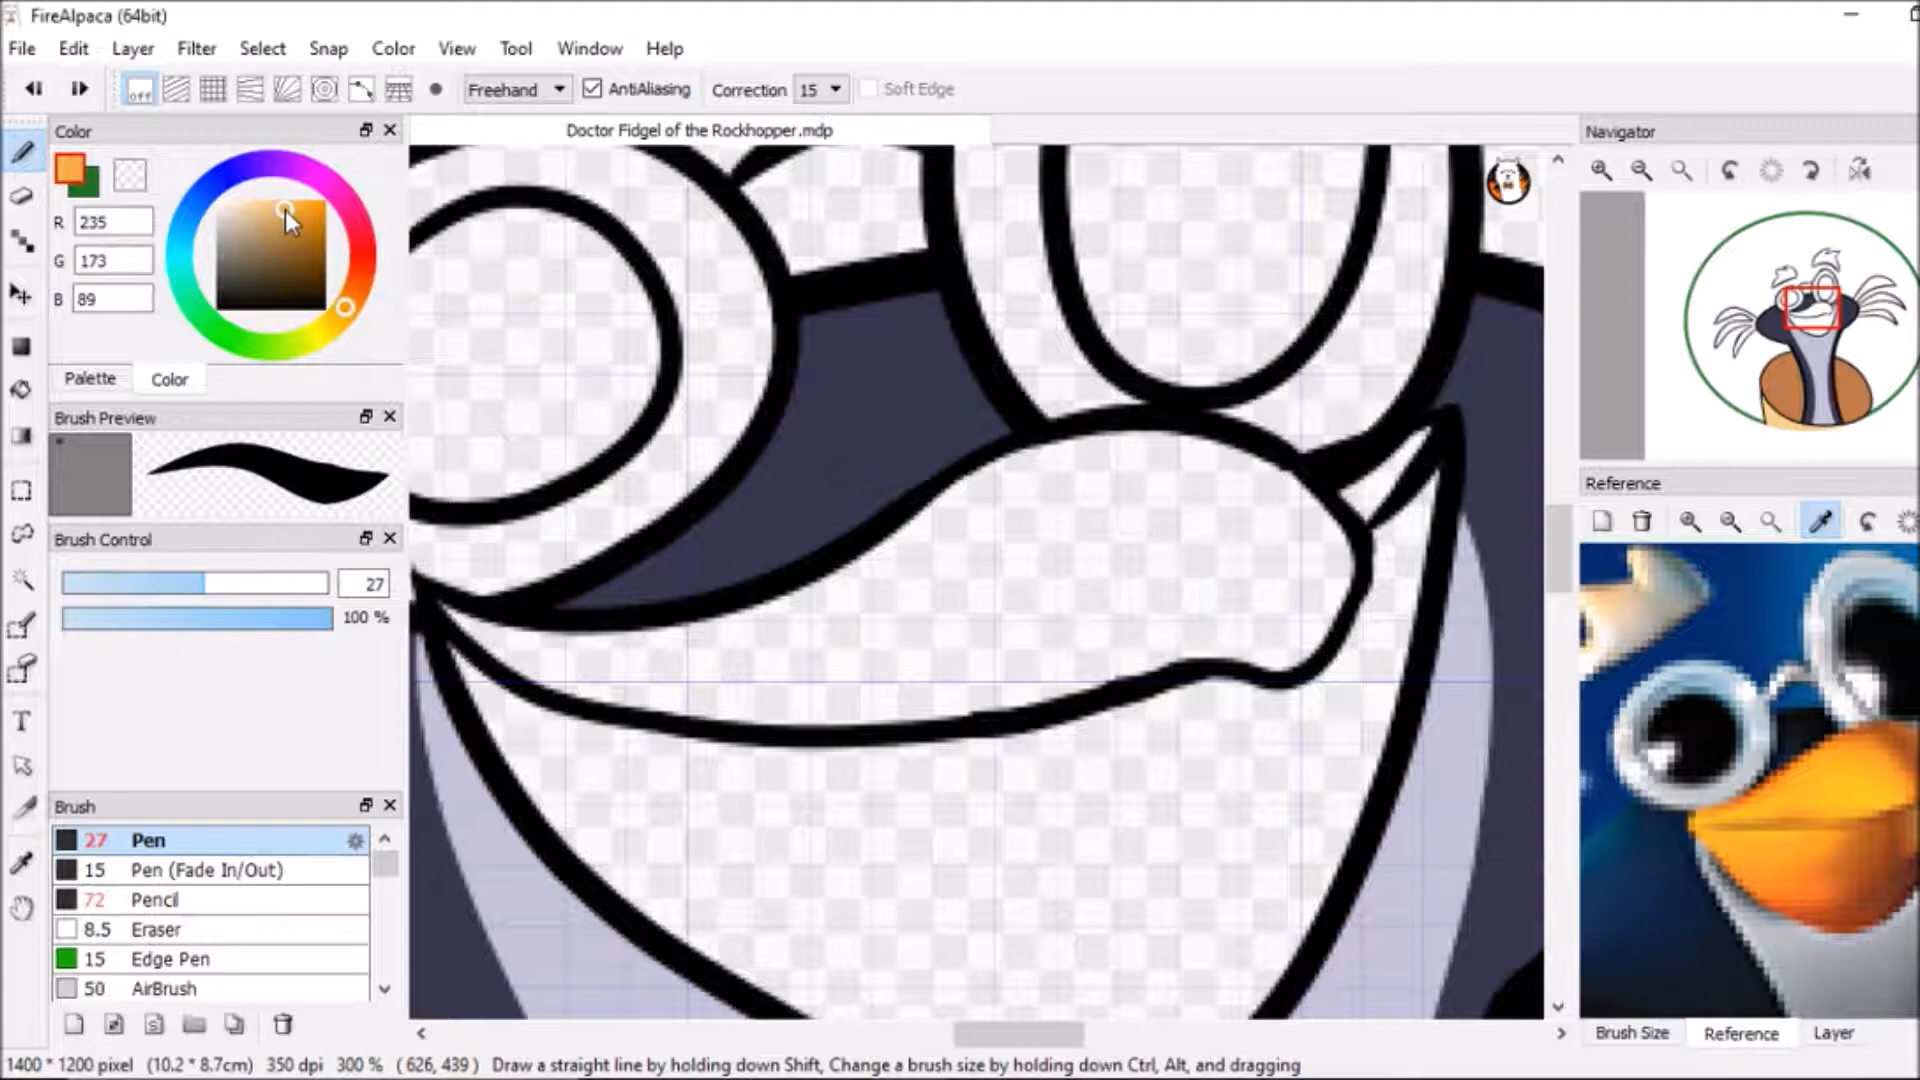 FireAlpaca (64bit)
File Edit Layer Filter Select Snap Color View Tool Window Help
off Freehand AntiAliasing Correction 15 Soft Edge
Color
Doctor Fidgel of the Rockhopper.mdp
Navigator
R 235
G 173
B 89
Palette Color
Brush Preview
Reference
Brush Control
27
100 %
Brush
27 Pen
15 Pen (Fade In/Out)
72 Pencil
8.5 Eraser
15 Edge Pen
50 AirBrush
Brush Size Reference Layer
1400 * 1200 pixel (10.2 * 8.7cm) 350 dpi 300 % ( 626, 439 ) Draw a straight line by holding down Shift, Change a brush size by holding down Ctrl, Alt, and dragging